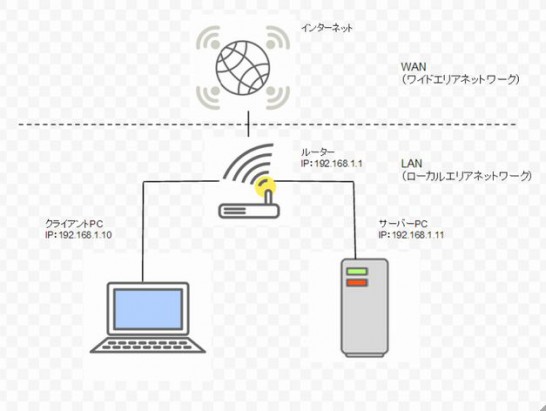 インターネット
WAN
(ワイドエリアネットワーク)
ルーター
IP:192.168.1.1
LAN
(ローカルエリアネットワーク)
クライアントPC
IP:192.168.1.10
サーバーPC
IP:192.168.1.11